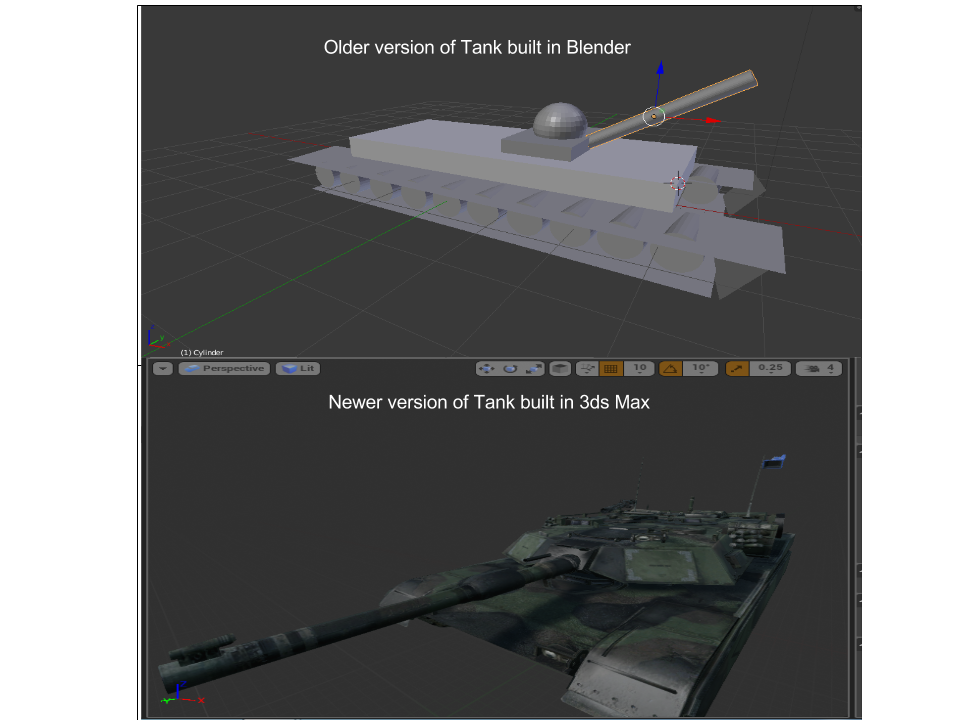 Older version of Tank built in Blender
(1) Cylinder
Perspective
Lit
10
10°
0.25
4
Newer version of Tank built in 3ds Max